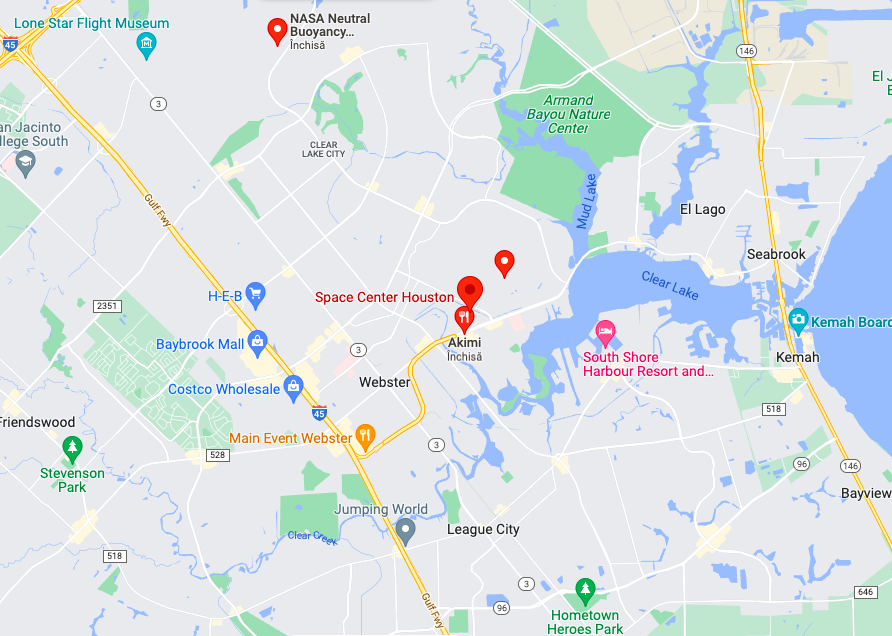 Lone Star Flight Museum
NASA Neutral
Buoyancy...
Închisă
45
146
El J
3
Armand
Bayou Nature
Center
an Jacinto
llege South
CLEAR
LAKE CITY
Gulf Fwy
Mud Lake
El Lago
Seabrook
Clear Lake
H-E-B
Space Center Houston
2351
Kemah Board
Baybrook Mall
3
Akimi
Închisă
South Shore
Harbour Resort and...
Kemah
Webster
Costco Wholesale
45
518
Friendswood
Main Event Webster
3
528
Stevenson
Park
96
146
Bayview
Jumping World
League City
Clear Creek
518
3
646
96
Gulf Fwy
Hometown
Heroes Park